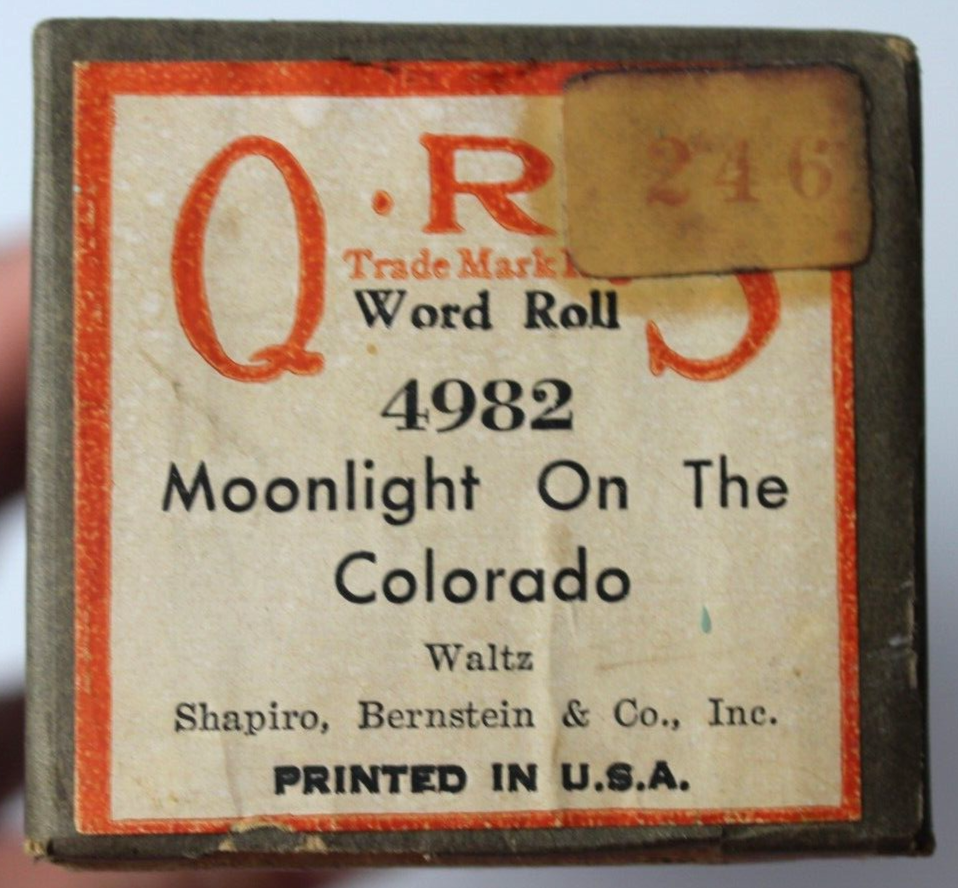 Q·R·S
246
Trade Mark
Word Roll
4982
Moonlight On The
Colorado
Waltz
Shapiro, Bernstein & Co., Inc.
PRINTED IN U.S.A.